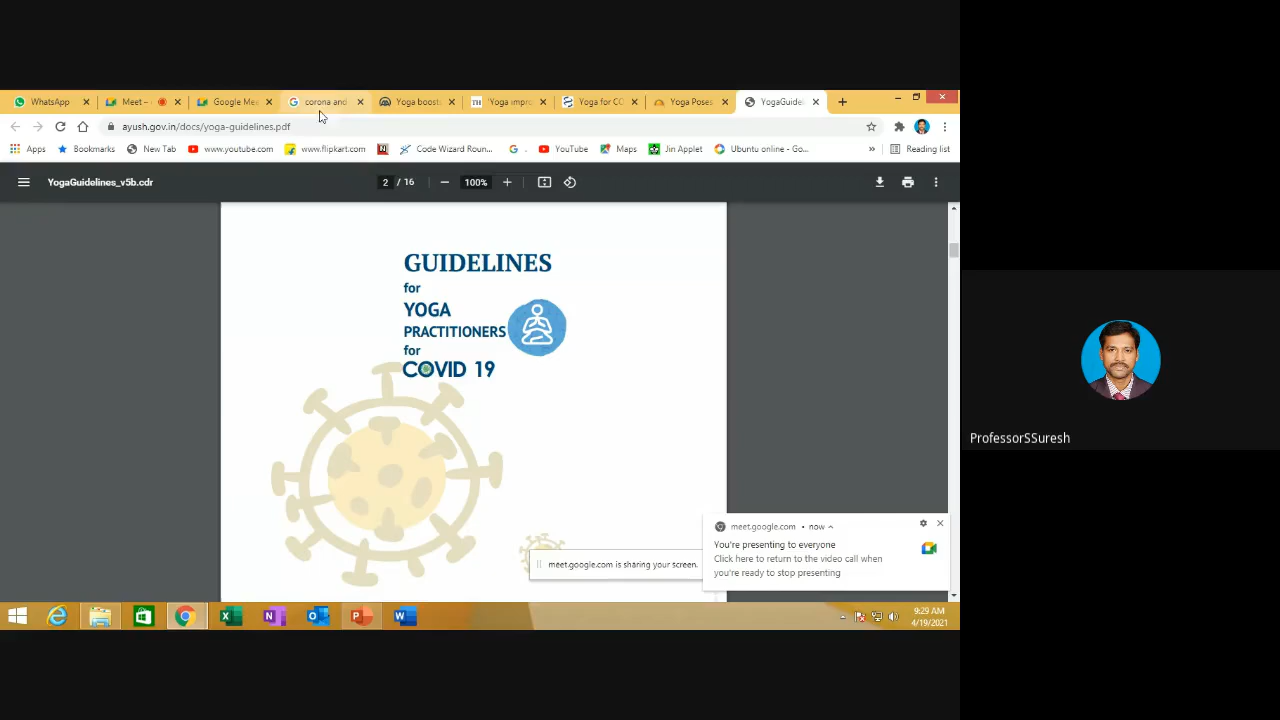 WhatsApp
Meet –
Google Mee
corona and
Yoga boost
'Yoga impro
Yoga for CO
Yoga Poses
YogaGuidel
ayush.gov.in/docs/yoga-guidelines.pdf
Apps
Bookmarks
New Tab
www.youtube.com
www.flipkart.com
Code Wizard Roun...
YouTube
Maps
Jin Applet
Ubuntu online - Go...
»
Reading list
YogaGuidelines_v5b.cdr
2 / 16
100%
GUIDELINES
for
YOGA
PRACTITIONERS
for
COVID 19
meet.google.com • now
You're presenting to everyone
Click here to return to the video call when
you're ready to stop presenting
meet.google.com is sharing your screen.
9:29 AM
4/19/2021
ProfessorSSuresh